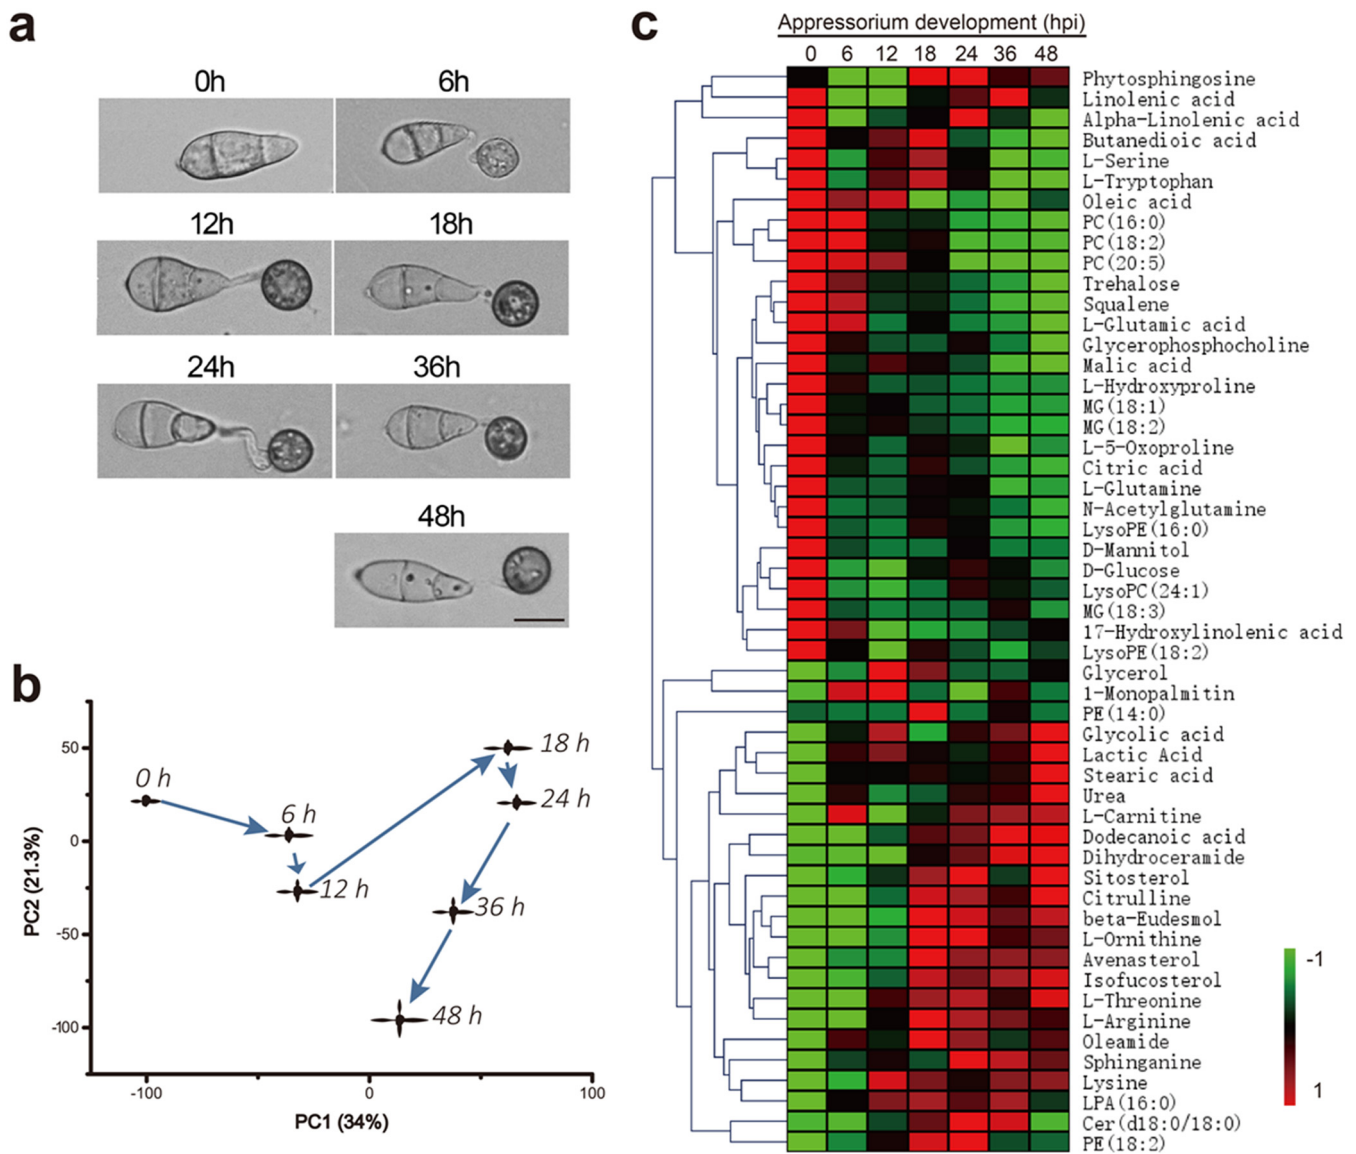 a
0h
6h
12h
18h
24h
36h
48h
b
50
0
-50
-100
PC2 (21.3%)
0 h
6 h
12 h
18 h
24 h
36 h
48 h
-100
0
100
PC1 (34%)
c
Appressorium development (hpi)
0 6 12 18 24 36 48
Phytosphingosine
Linolenic acid
Alpha-Linolenic acid
Butanedioic acid
L-Serine
L-Tryptophan
Oleic acid
PC(16:0)
PC(18:2)
PC(20:5)
Trehalose
Squalene
L-Glutamic acid
Glycerophosphocholine
Malic acid
L-Hydroxyproline
MG(18:1)
MG(18:2)
L-5-Oxoproline
Citric acid
L-Glutamine
N-Acetylglutamine
LysoPE(16:0)
D-Mannitol
D-Glucose
LysoPC(24:1)
MG(18:3)
17-Hydroxylinolenic acid
LysoPE(18:2)
Glycerol
1-Monopalmitin
PE(14:0)
Glycolic acid
Lactic Acid
Stearic acid
Urea
L-Carnitine
Dodecanoic acid
Dihydroceramide
Sitosterol
Citrulline
beta-Eudesmol
L-Ornithine
Avenasterol
Isofucosterol
L-Threonine
L-Arginine
Oleamide
Sphinganine
Lysine
LPA(16:0)
Cer(d18:0/18:0)
PE(18:2)
-1
1